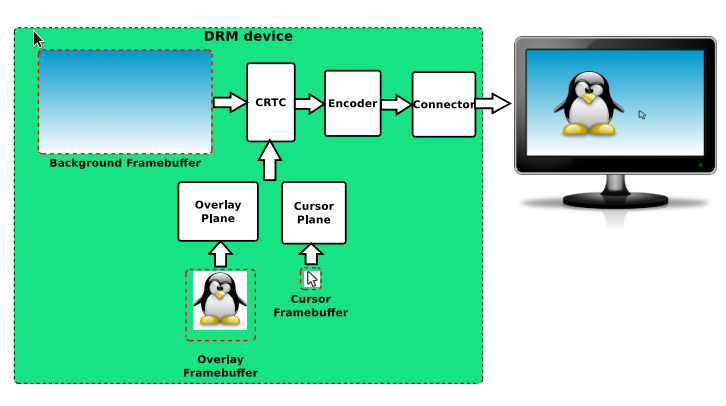 DRM device
CRTC
Encoder
Connector
Background Framebuffer
Overlay
Plane
Cursor
Plane
Cursor
Framebuffer
Overlay
Framebuffer